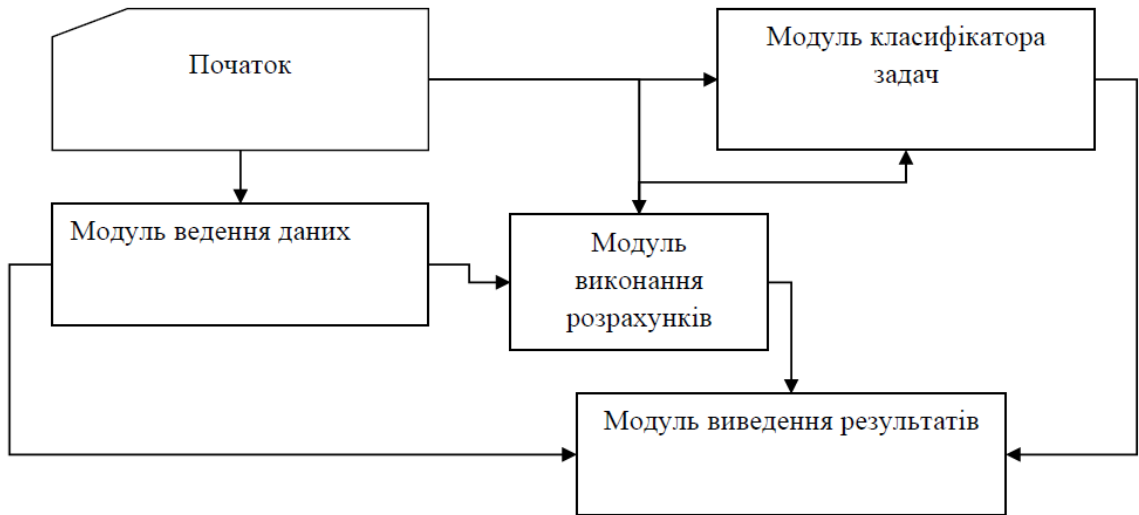 Початок
Модуль класифікатора
задач
Модуль ведення даних
Модуль
виконання
розрахунків
Модуль виведення результатів